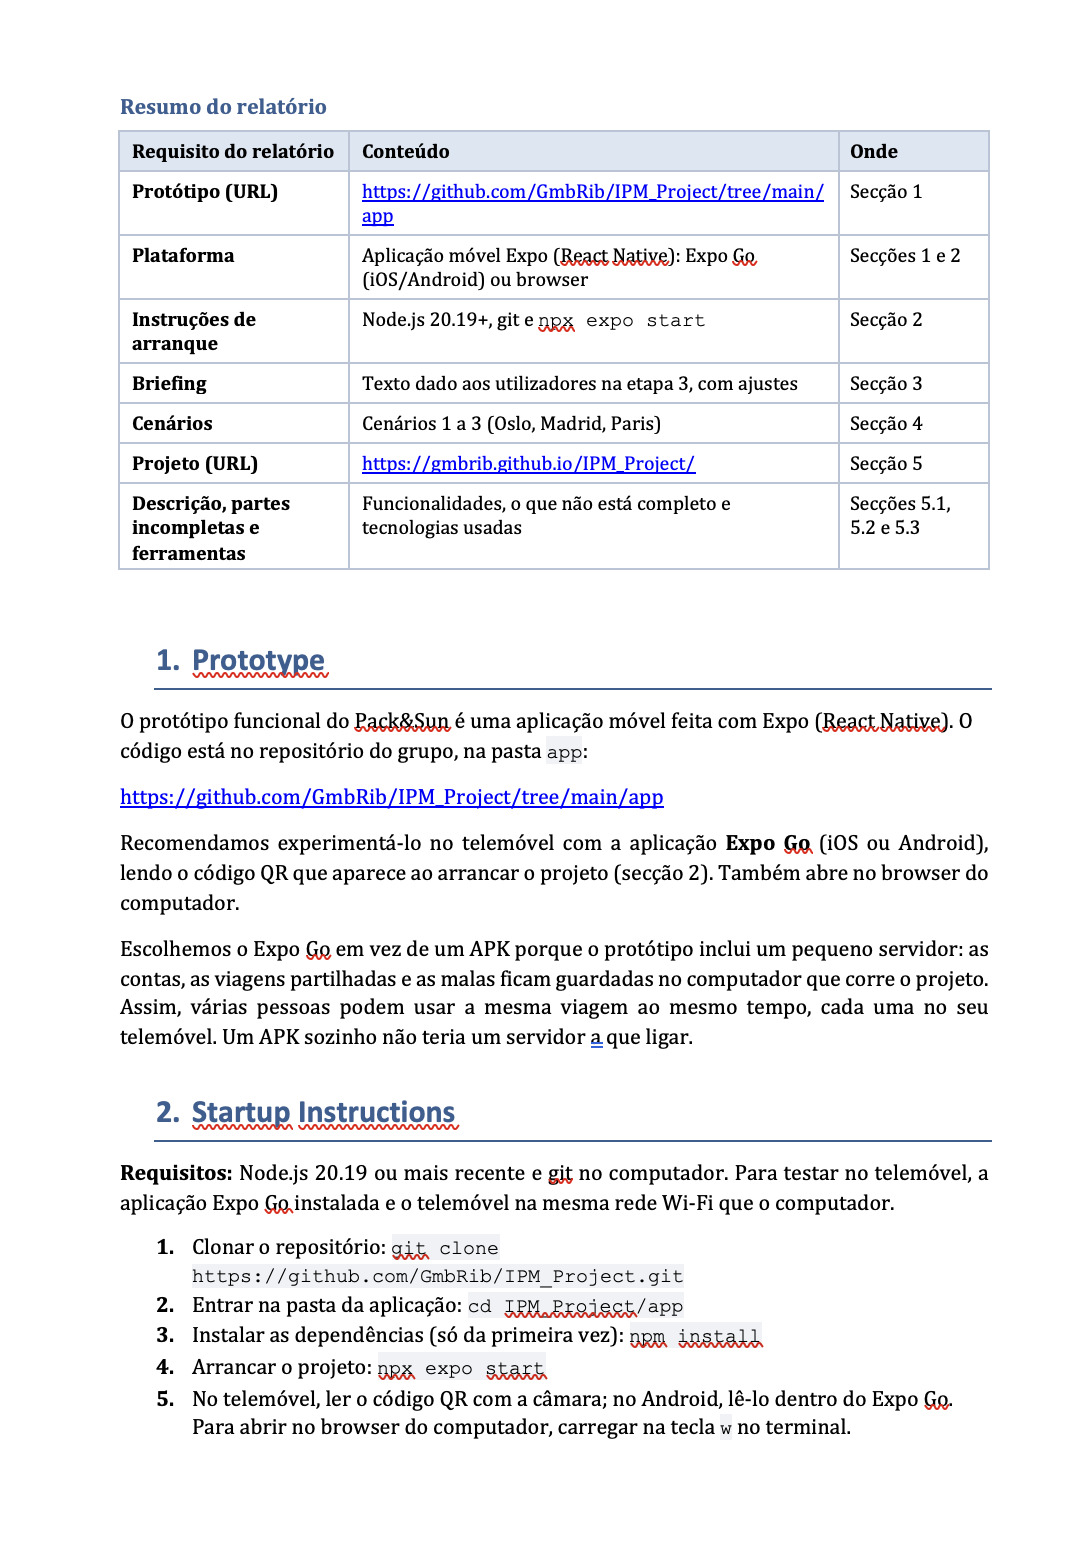 Resumo do relatório
Requisito do relatório Conteúdo Onde
Protótipo (URL) https://github.com/GmbRib/IPM_Project/tree/main/ Secção 1
app
Plataforma Aplicação móvel Expo (React Native): Expo Go Secções 1 e 2
(iOS/Android) ou browser
Instruções de Node.js 20.19+, git e npx expo start Secção 2
arranque
Briefing Texto dado aos utilizadores na etapa 3, com ajustes Secção 3
Cenários Cenários 1 a 3 (Oslo, Madrid, Paris) Secção 4
Projeto (URL) https://gmbrib.github.io/IPM_Project/ Secção 5
Descrição, partes Funcionalidades, o que não está completo e Secções 5.1,
incompletas e tecnologias usadas 5.2 e 5.3
ferramentas
1. Prototype
O protótipo funcional do Pack&Sun é uma aplicação móvel feita com Expo (React Native). O
código está no repositório do grupo, na pasta app:
https://github.com/GmbRib/IPM_Project/tree/main/app
Recomendamos experimentá-lo no telemóvel com a aplicação Expo Go (iOS ou Android),
lendo o código QR que aparece ao arrancar o projeto (secção 2). Também abre no browser do
computador.
Escolhemos o Expo Go em vez de um APK porque o protótipo inclui um pequeno servidor: as
contas, as viagens partilhadas e as malas ficam guardadas no computador que corre o projeto.
Assim, várias pessoas podem usar a mesma viagem ao mesmo tempo, cada uma no seu
telemóvel. Um APK sozinho não teria um servidor a que ligar.
2. Startup Instructions
Requisitos: Node.js 20.19 ou mais recente e git no computador. Para testar no telemóvel, a
aplicação Expo Go instalada e o telemóvel na mesma rede Wi-Fi que o computador.
1. Clonar o repositório: git clone
https://github.com/GmbRib/IPM_Project.git
2. Entrar na pasta da aplicação: cd IPM_Project/app
3. Instalar as dependências (só da primeira vez): npm install
4. Arrancar o projeto: npx expo start
5. No telemóvel, ler o código QR com a câmara; no Android, lê-lo dentro do Expo Go.
Para abrir no browser do computador, carregar na tecla w no terminal.